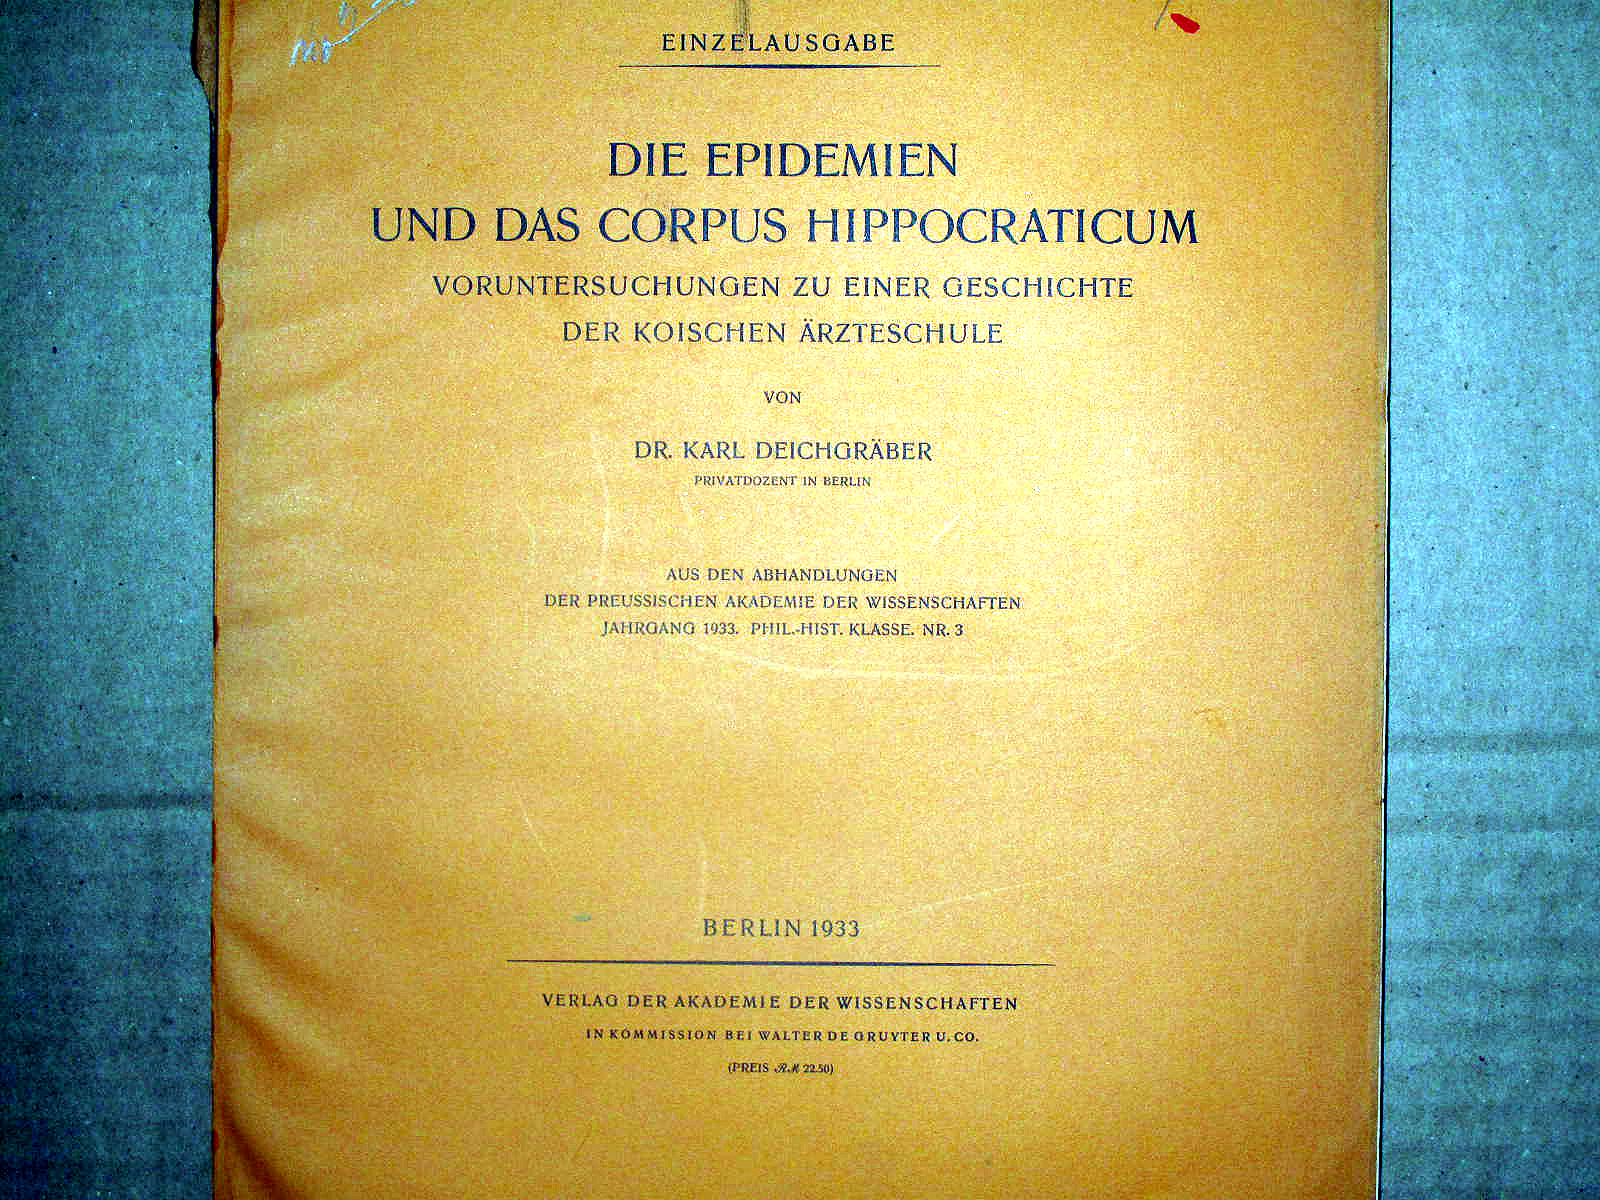 EINZELAUSGABE
DIE EPIDEMIEN
UND DAS CORPUS HIPPOCRATICUM
VORUNTERSUCHUNGEN ZU EINER GESCHICHTE
DER KOISCHEN ÄRZTESCHULE
VON
DR. KARL DEICHGRÄBER
PRIVATDOZENT IN BERLIN
AUS DEN ABHANDLUNGEN
DER PREUSSISCHEN AKADEMIE DER WISSENSCHAFTEN
JAHRGANG 1933. PHIL.-HIST. KLASSE. NR. 3
BERLIN 1933
VERLAG DER AKADEMIE DER WISSENSCHAFTEN
IN KOMMISSION BEI WALTER DE GRUYTER U. CO.
(PREIS RM 22.50)